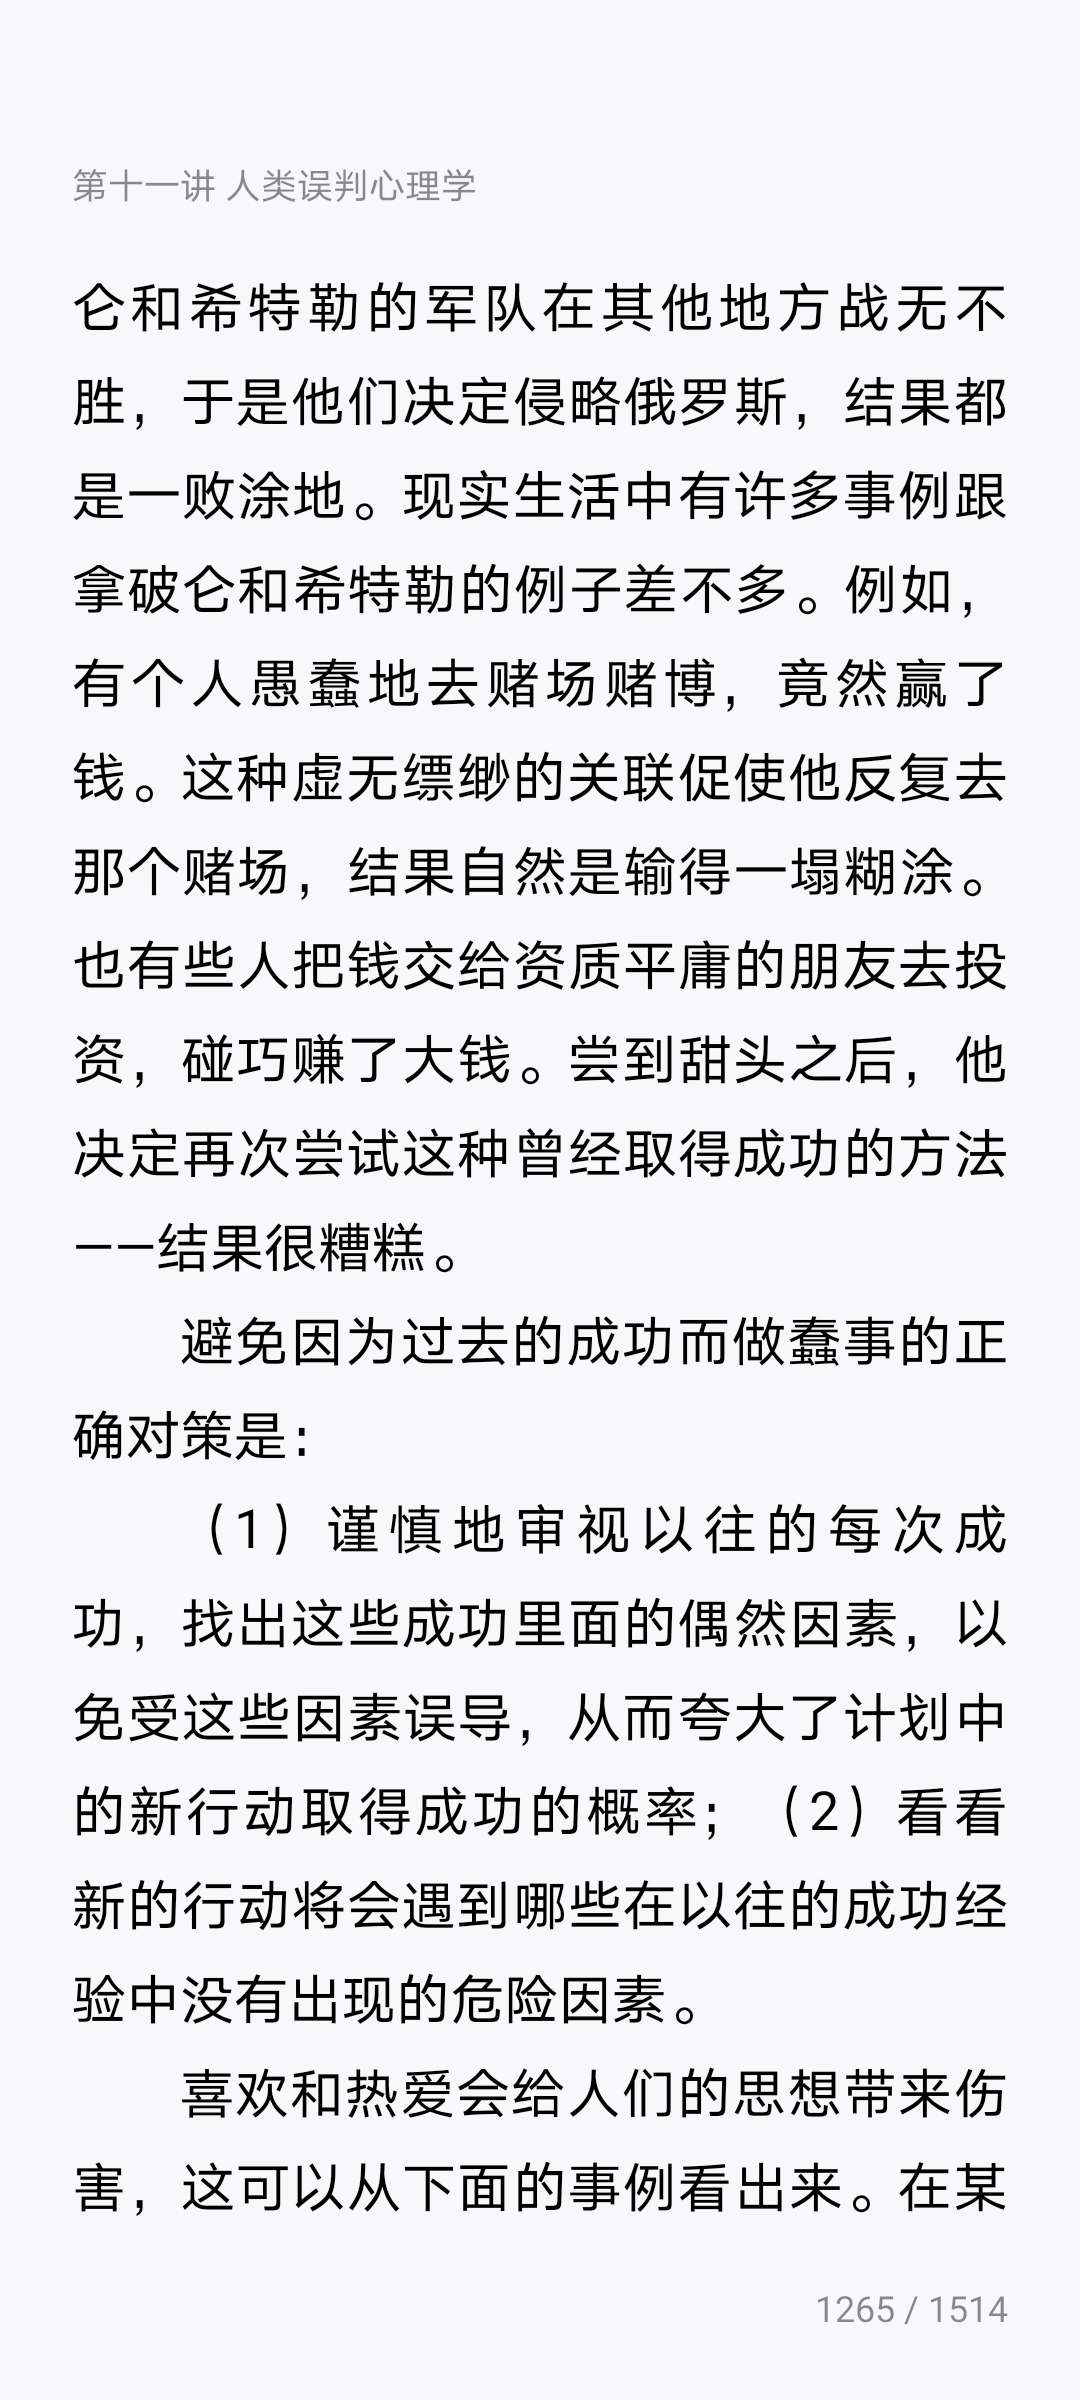 第十一讲 人类误判心理学
仑和希特勒的军队在其他地方战无不
胜，于是他们决定侵略俄罗斯，结果都
是一败涂地。现实生活中有许多事例跟
拿破仑和希特勒的例子差不多。例如，
有个人愚蠢地去赌场赌博，竟然赢了
钱。这种虚无缥缈的关联促使他反复去
那个赌场，结果自然是输得一塌糊涂。
也有些人把钱交给资质平庸的朋友去投
资，碰巧赚了大钱。尝到甜头之后，他
决定再次尝试这种曾经取得成功的方法
——结果很糟糕。
避免因为过去的成功而做蠢事的正
确对策是：
（1）谨慎地审视以往的每次成
功，找出这些成功里面的偶然因素，以
免受这些因素误导，从而夸大了计划中
的新行动取得成功的概率；（2）看看
新的行动将会遇到哪些在以往的成功经
验中没有出现的危险因素。
喜欢和热爱会给人们的思想带来伤
害，这可以从下面的事例看出来。在某
1265 / 1514